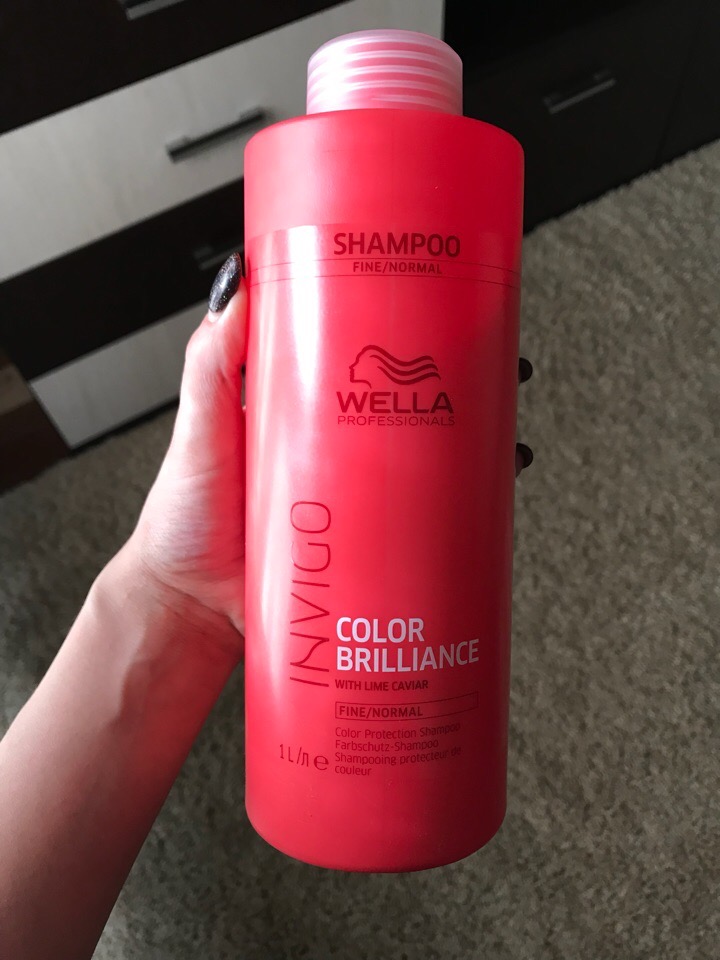 SHAMPOO
FINE/NORMAL
WELLA
PROFESSIONALS
INVIGO
COLOR
BRILLIANCE
WITH LIME CAVIAR
FINE/NORMAL
Color Protection Shampoo
Farbschutz-Shampoo
Shampooing protecteur de
couleur
1 L/л e